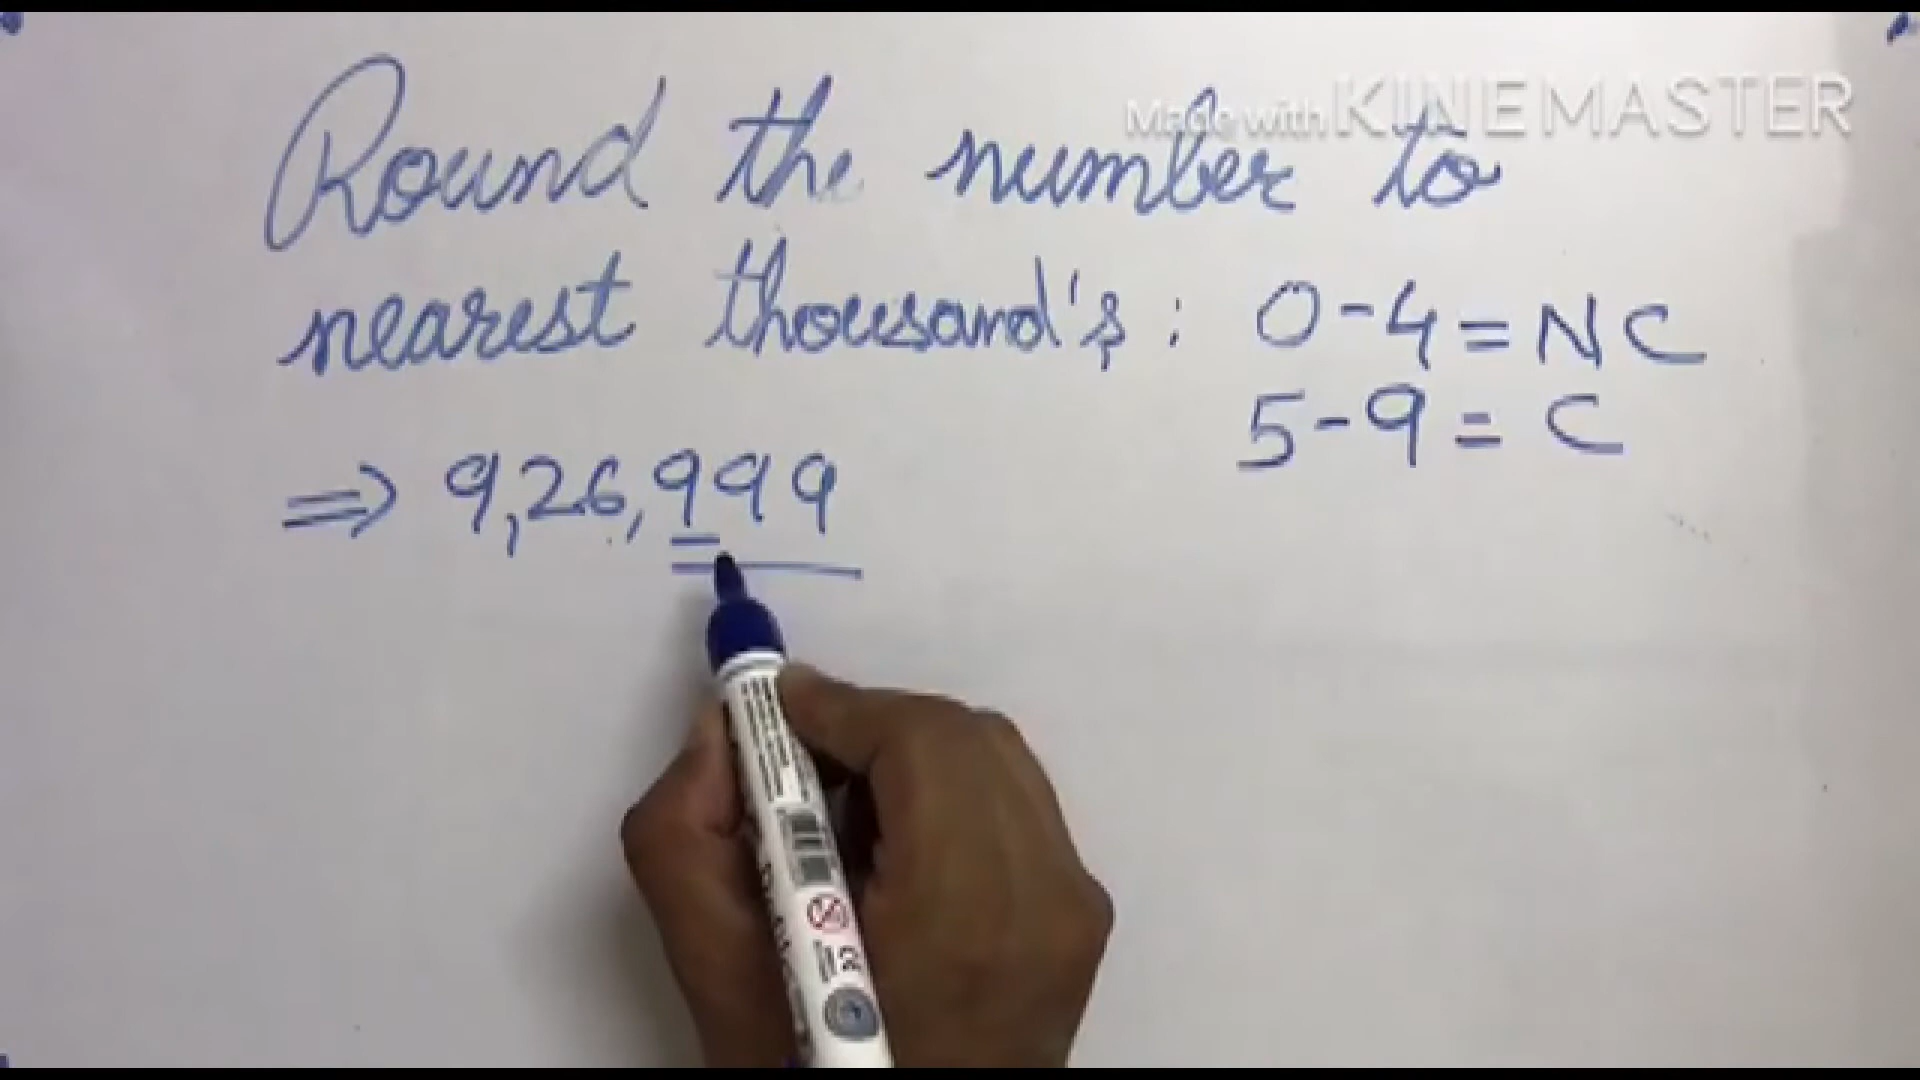 Made with KINEMASTER
Round the number to
nearest thousand's : 0-4 = NC
5-9 = C
⇒ 9,26,999